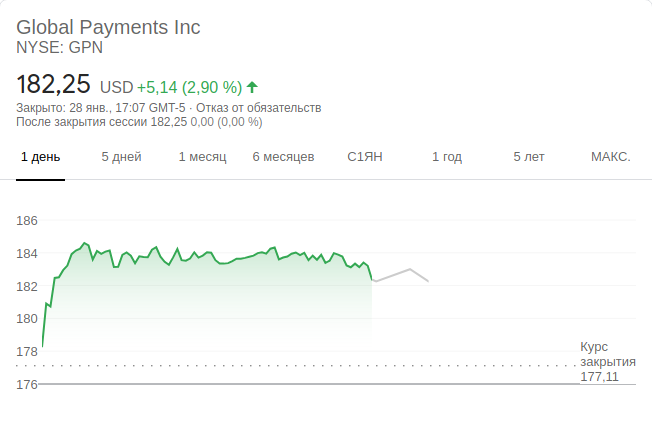 Global Payments Inc
NYSE: GPN
182,25 USD +5,14 (2,90 %)
Закрыто: 28 янв., 17:07 GMT-5 · Отказ от обязательств
После закрытия сессии 182,25 0,00 (0,00 %)
1 день 5 дней 1 месяц 6 месяцев С1ЯН 1 год 5 лет МАКС.
186
184
182
180
178
176
Курс
закрытия
177,11